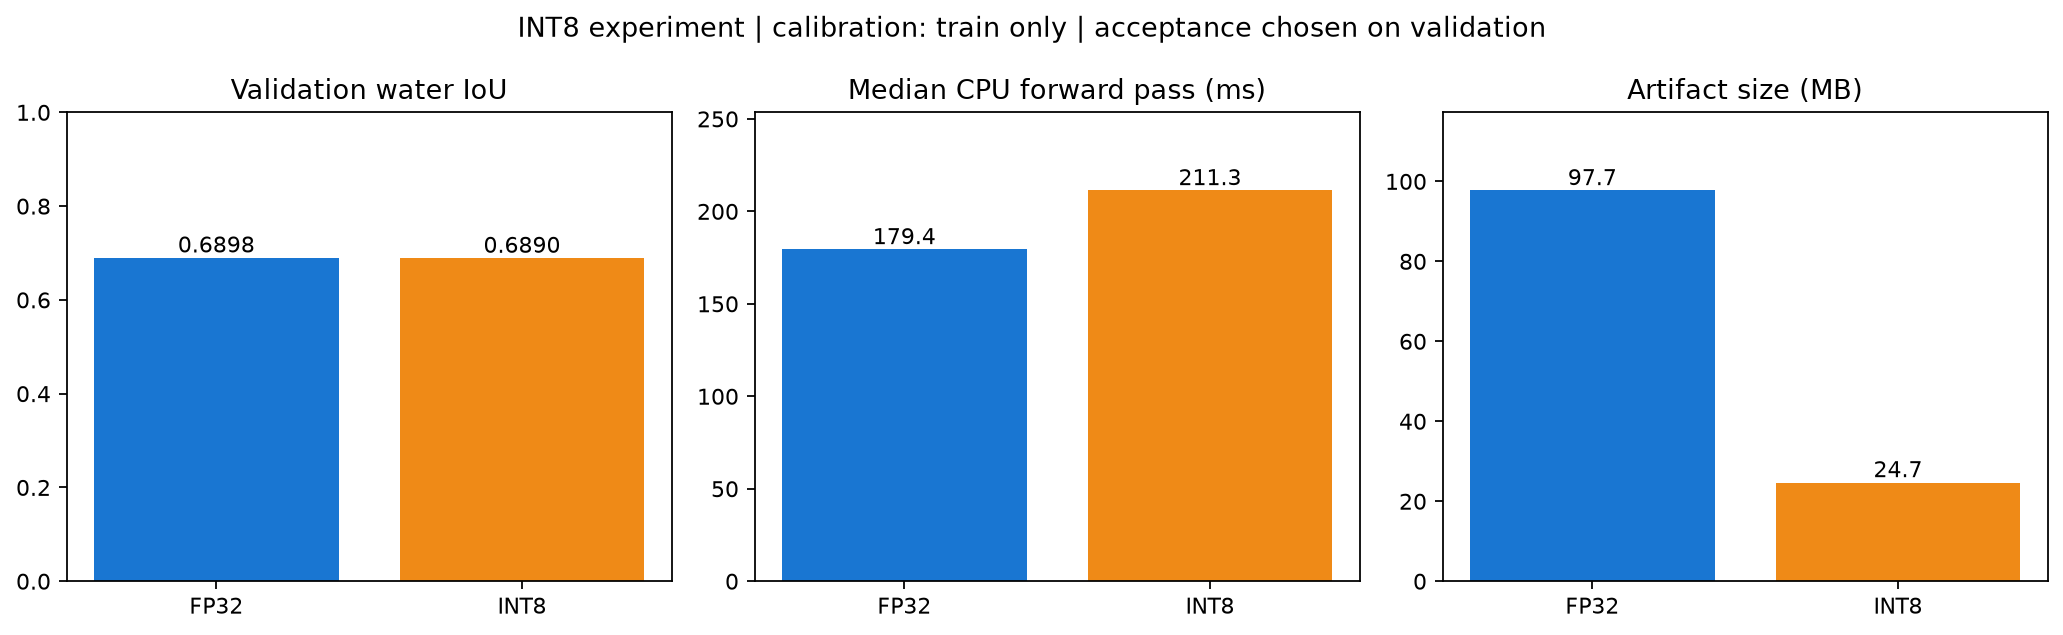 INT8 experiment | calibration: train only | acceptance chosen on validation
Validation water IoU
1.0
0.8
0.6
0.4
0.2
0.0
0.6898
0.6890
FP32
INT8
Median CPU forward pass (ms)
250
200
150
100
50
0
179.4
211.3
FP32
INT8
Artifact size (MB)
100
80
60
40
20
0
97.7
24.7
FP32
INT8